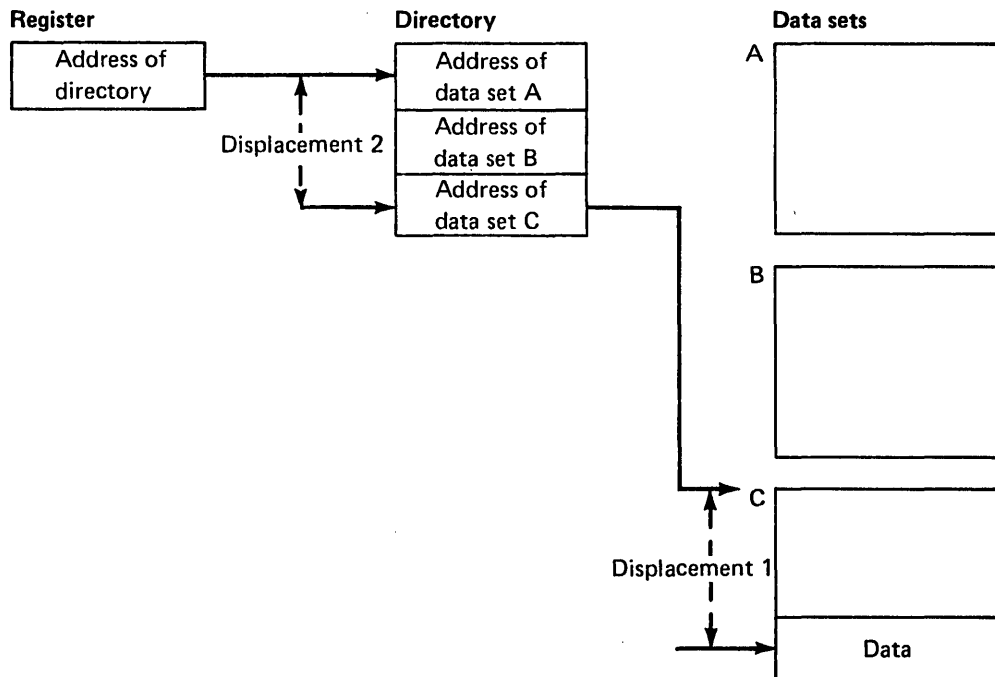 Register
Address of
directory
Displacement 2
Directory
Address of
data set A
Address of
data set B
Address of
data set C
Data sets
A
B
C
Displacement 1
Data